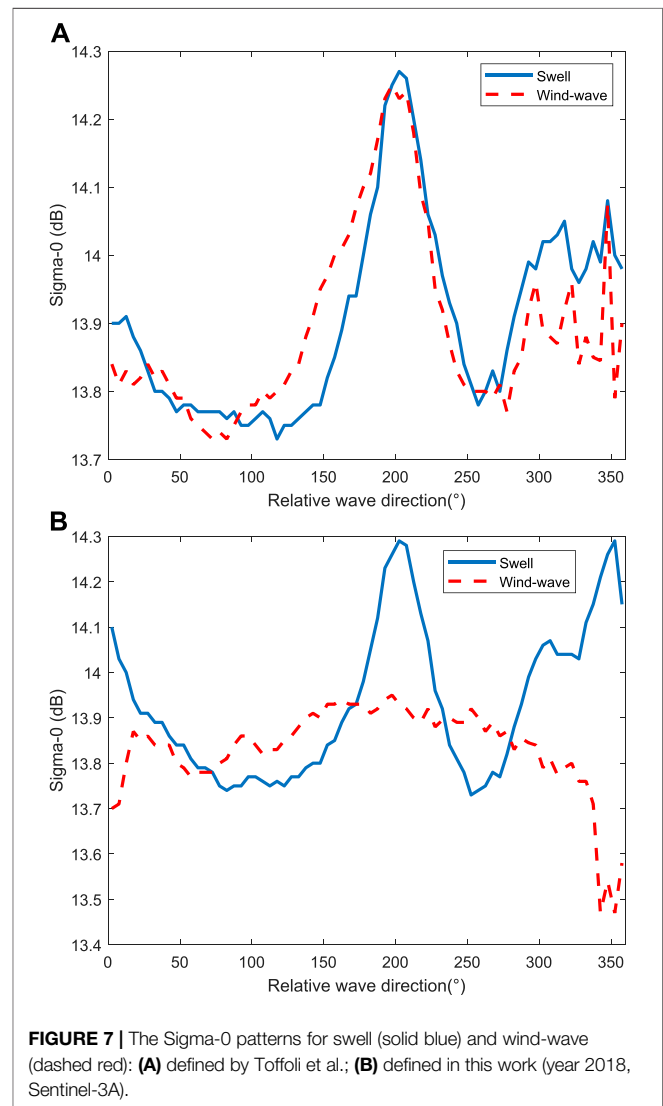 A
14.3
14.2
14.1
14
13.9
13.8
13.7
Sigma-0 (dB)
Swell
Wind-wave
0 50 100 150 200 250 300 350
Relative wave direction(°)
B
14.3
14.2
14.1
14
13.9
13.8
13.7
13.6
13.5
13.4
Sigma-0 (dB)
Swell
Wind-wave
0 50 100 150 200 250 300 350
Relative wave direction(°)
FIGURE 7 | The Sigma-0 patterns for swell (solid blue) and wind-wave
(dashed red): (A) defined by Toffoli et al.; (B) defined in this work (year 2018,
Sentinel-3A).